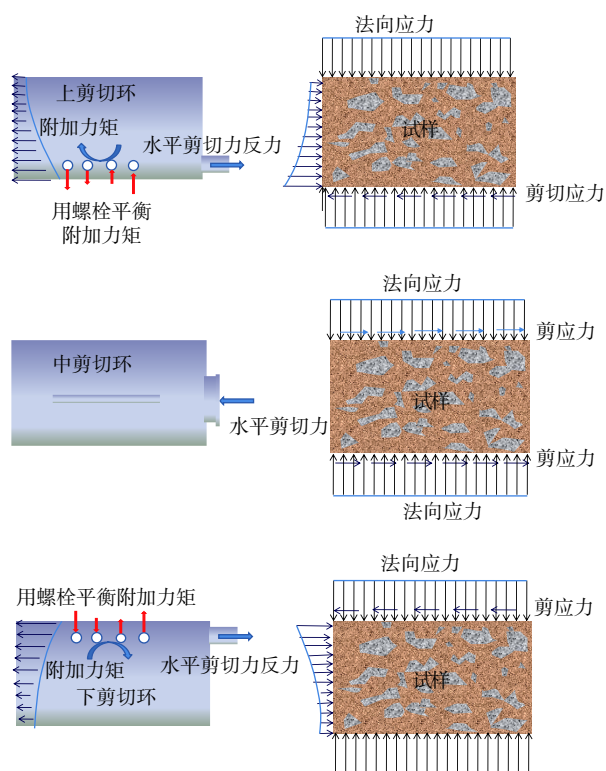 法向应力
上剪切环
附加力矩
水平剪切力反力
试样
剪切应力
用螺栓平衡
附加力矩
法向应力
剪应力
中剪切环
水平剪切力
试样
剪应力
法向应力
法向应力
用螺栓平衡附加力矩
剪应力
附加力矩
水平剪切力反力
下剪切环
试样